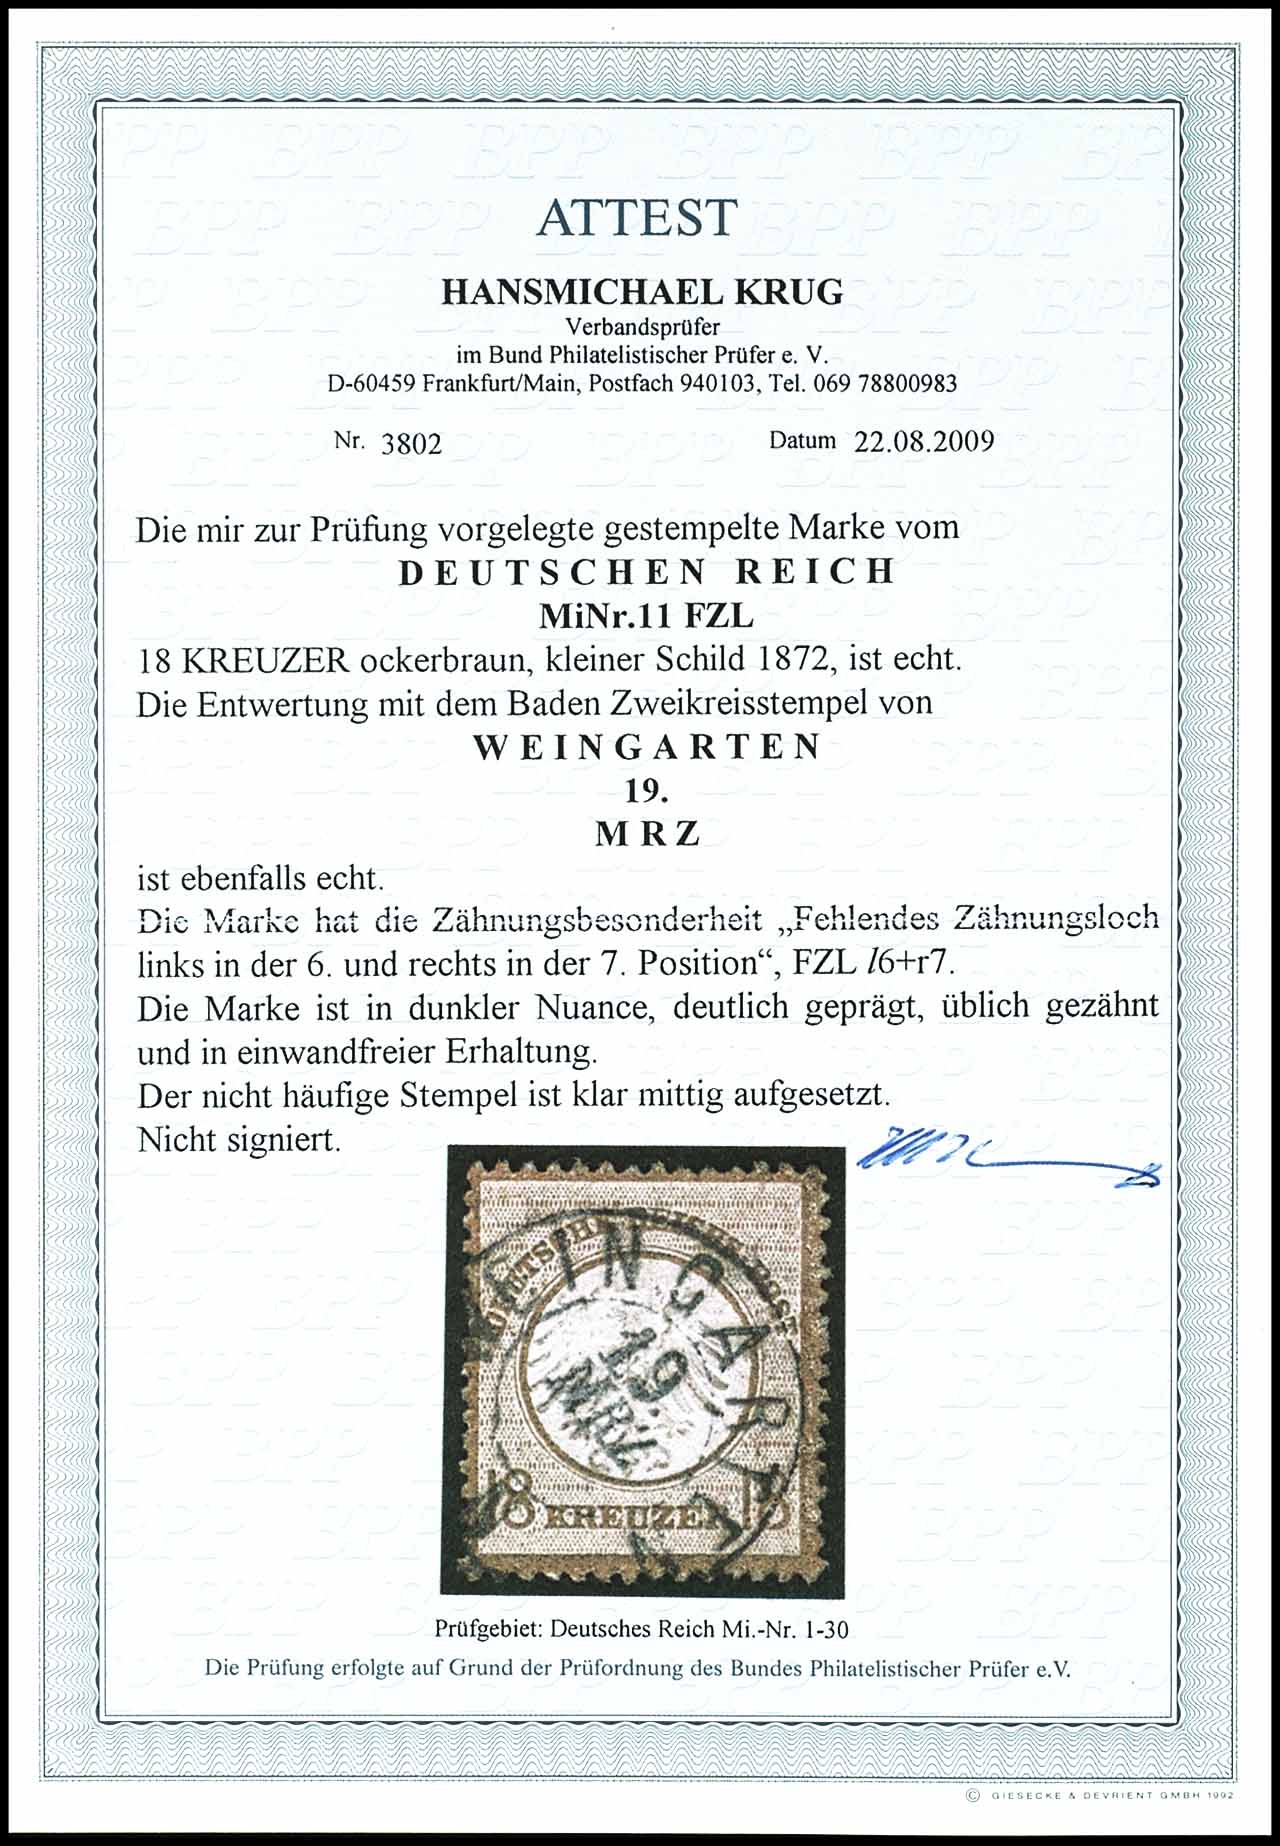 ATTEST
HANSMICHAEL KRUG
Verbandsprüfer
im Bund Philatelistischer Prüfer e. V.
D-60459 Frankfurt/Main, Postfach 940103, Tel. 069 78800983
Nr. 3802 Datum 22.08.2009
Die mir zur Prüfung vorgelegte gestempelte Marke vom
DEUTSCHEN REICH
MiNr.11 FZL
18 KREUZER ockerbraun, kleiner Schild 1872, ist echt.
Die Entwertung mit dem Baden Zweikreisstempel von
WEINGARTEN
19.
MRZ
ist ebenfalls echt.
Die Marke hat die Zähnungsbesonderheit „Fehlendes Zähnungsloch
links in der 6. und rechts in der 7. Position“, FZL l6+r7.
Die Marke ist in dunkler Nuance, deutlich geprägt, üblich gezähnt
und in einwandfreier Erhaltung.
Der nicht häufige Stempel ist klar mittig aufgesetzt.
Nicht signiert.
WEINGARTEN
19
MRZ
18 KREUZER
Prüfgebiet: Deutsches Reich Mi.-Nr. 1-30
Die Prüfung erfolgte auf Grund der Prüfordnung des Bundes Philatelistischer Prüfer e.V.
© GIESECKE & DEVRIENT GMBH 1992